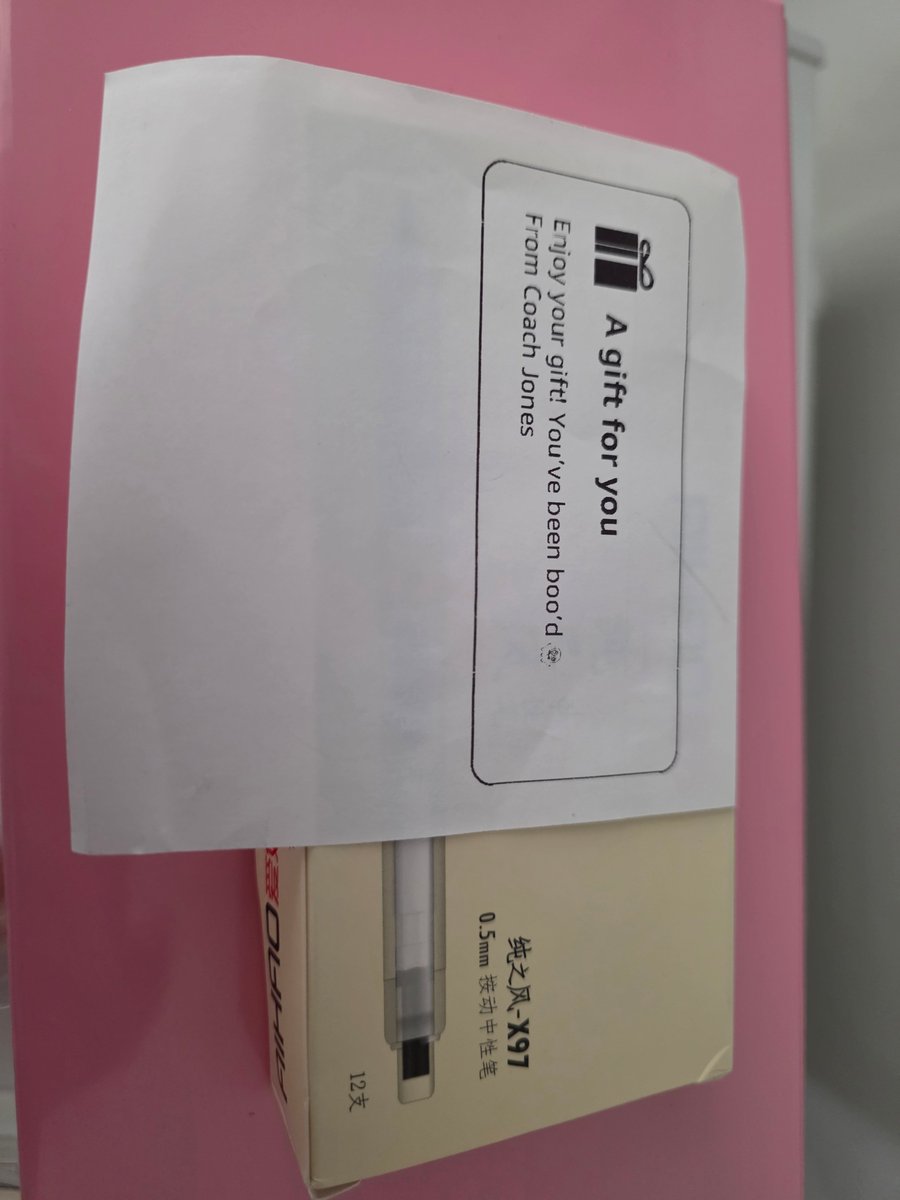 A gift for you
Enjoy your gift! You've been boo'd
From Coach Jones
纯之风-X97
0.5mm 按动中性笔
12支